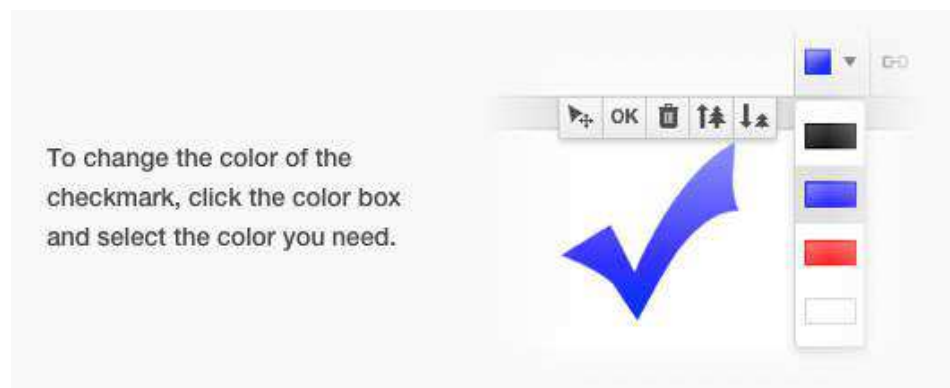 OK
To change the color of the
checkmark, click the color box
and select the color you need.